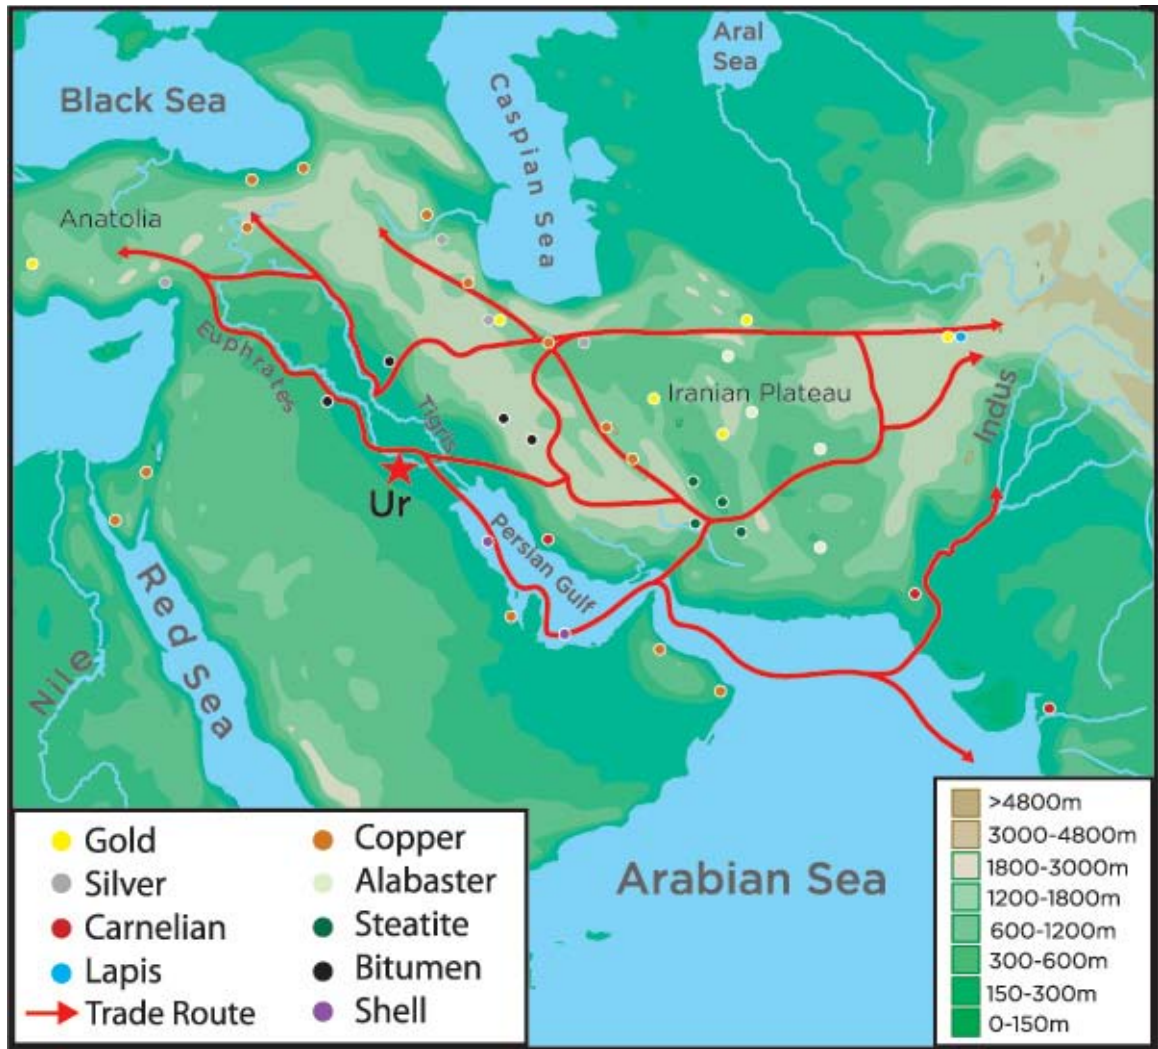 Aral
Sea
Black Sea
Caspian Sea
Anatolia
Euphrates
Tigris
Iranian Plateau
Indus
Ur
Persian Gulf
Red Sea
Nile
Arabian Sea
Gold
Silver
Carnelian
Lapis
Trade Route
Copper
Alabaster
Steatite
Bitumen
Shell
>4800m
3000-4800m
1800-3000m
1200-1800m
600-1200m
300-600m
150-300m
0-150m